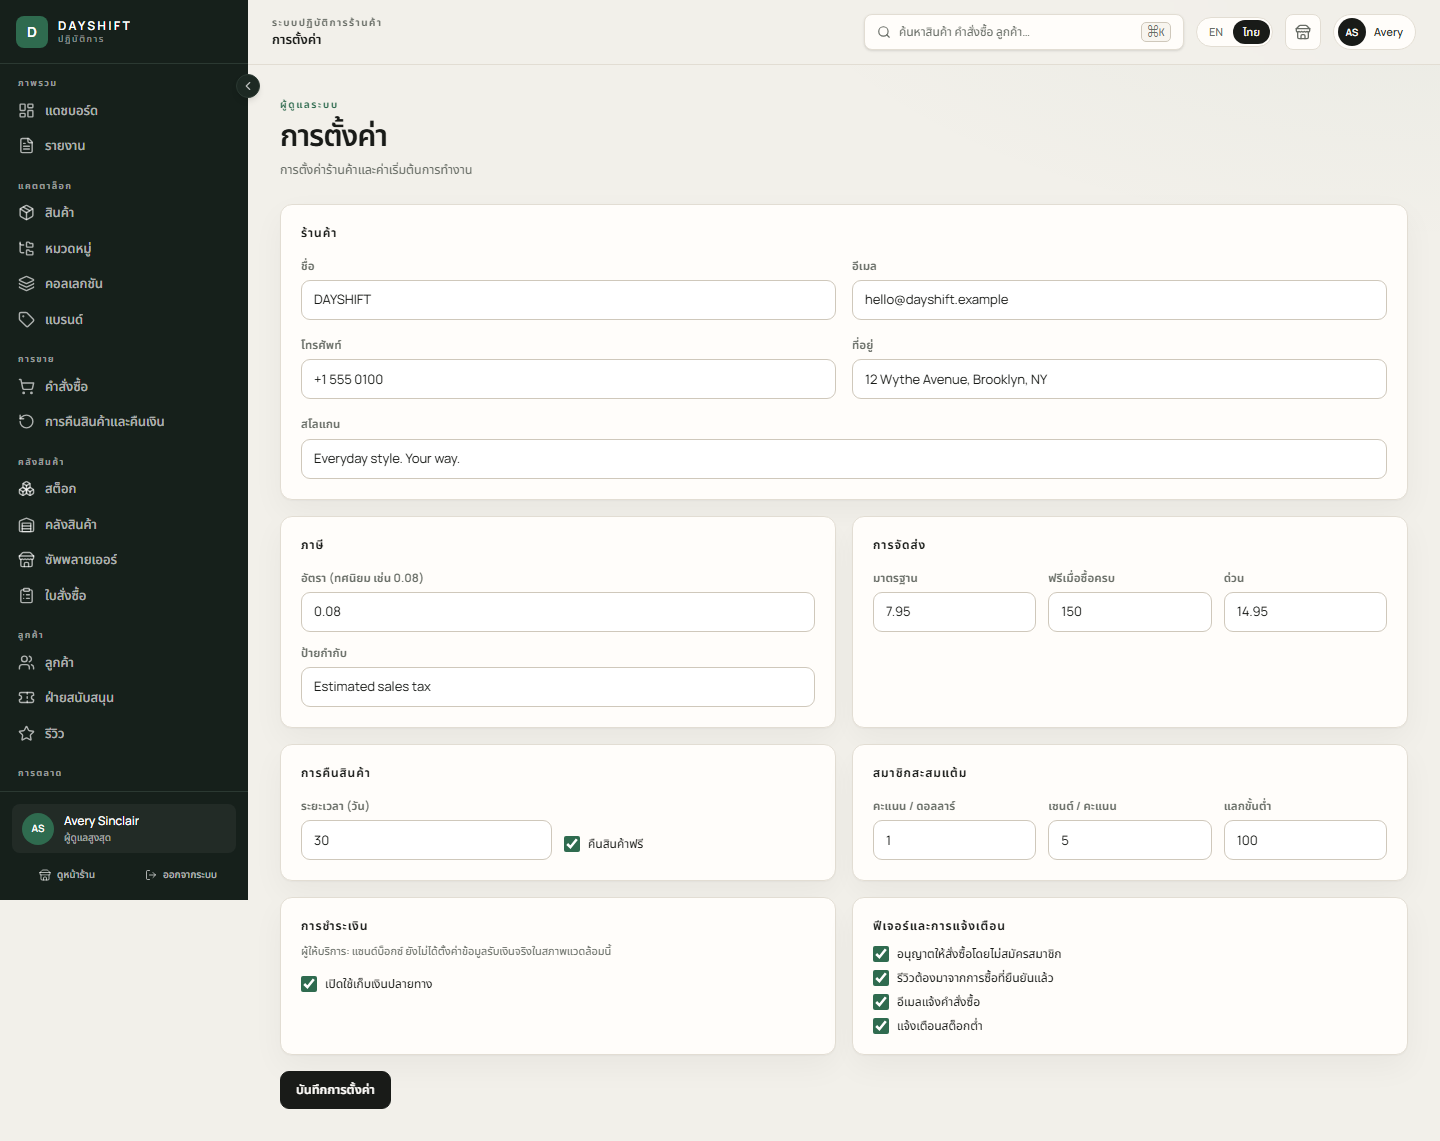 D
DAYSHIFT
ปฏิบัติการ
ภาพรวม
แดชบอร์ด
รายงาน
แคตตาล็อก
สินค้า
หมวดหมู่
คอลเลกชัน
แบรนด์
การขาย
คำสั่งซื้อ
การคืนสินค้าและคืนเงิน
คลังสินค้า
สต็อก
คลังสินค้า
ซัพพลายเออร์
ใบสั่งซื้อ
ลูกค้า
ลูกค้า
ฝ่ายสนับสนุน
รีวิว
การตลาด
AS
Avery Sinclair
ผู้ดูแลสูงสุด
ดูหน้าร้าน
ออกจากระบบ
ระบบปฏิบัติการร้านค้า
การตั้งค่า
ค้นหาสินค้า คำสั่งซื้อ ลูกค้า...
⌘K
EN
ไทย
AS
Avery
ผู้ดูแลระบบ
การตั้งค่า
การตั้งค่าร้านค้าและค่าเริ่มต้นการทำงาน
ร้านค้า
ชื่อ
อีเมล
DAYSHIFT
hello@dayshift.example
โทรศัพท์
ที่อยู่
+1 555 0100
12 Wythe Avenue, Brooklyn, NY
สโลแกน
Everyday style. Your way.
ภาษี
อัตรา (ทศนิยม เช่น 0.08)
0.08
ป้ายกำกับ
Estimated sales tax
การจัดส่ง
มาตรฐาน
ฟรีเมื่อซื้อครบ
ด่วน
7.95
150
14.95
การคืนสินค้า
ระยะเวลา (วัน)
30
คืนสินค้าฟรี
สมาชิกสะสมแต้ม
คะแนน / ดอลลาร์
เซนต์ / คะแนน
แลกขั้นต่ำ
1
5
100
การชำระเงิน
ผู้ให้บริการ: แซนด์บ็อกซ์ ยังไม่ได้ตั้งค่าข้อมูลรับเงินจริงในสภาพแวดล้อมนี้
เปิดใช้เก็บเงินปลายทาง
ฟีเจอร์และการแจ้งเตือน
อนุญาตให้สั่งซื้อโดยไม่สมัครสมาชิก
รีวิวต้องมาจากการซื้อที่ยืนยันแล้ว
อีเมลแจ้งคำสั่งซื้อ
แจ้งเตือนสต็อกต่ำ
บันทึกการตั้งค่า